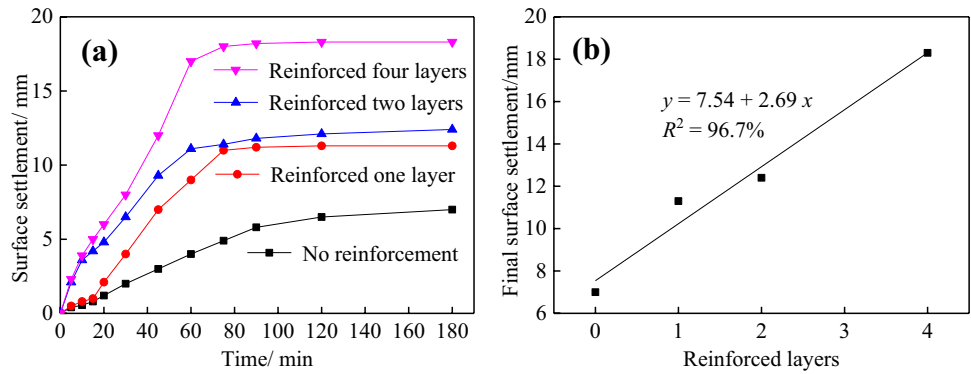 (a)
Surface settlement/ mm
20
15
10
5
0
Reinforced four layers
Reinforced two layers
Reinforced one layer
No reinforcement
0 20 40 60 80 100 120 140 160 180
Time/ min
(b)
Final surface settlement/mm
20
18
16
14
12
10
8
6
y = 7.54 + 2.69 x
R² = 96.7%
0 1 2 3 4
Reinforced layers